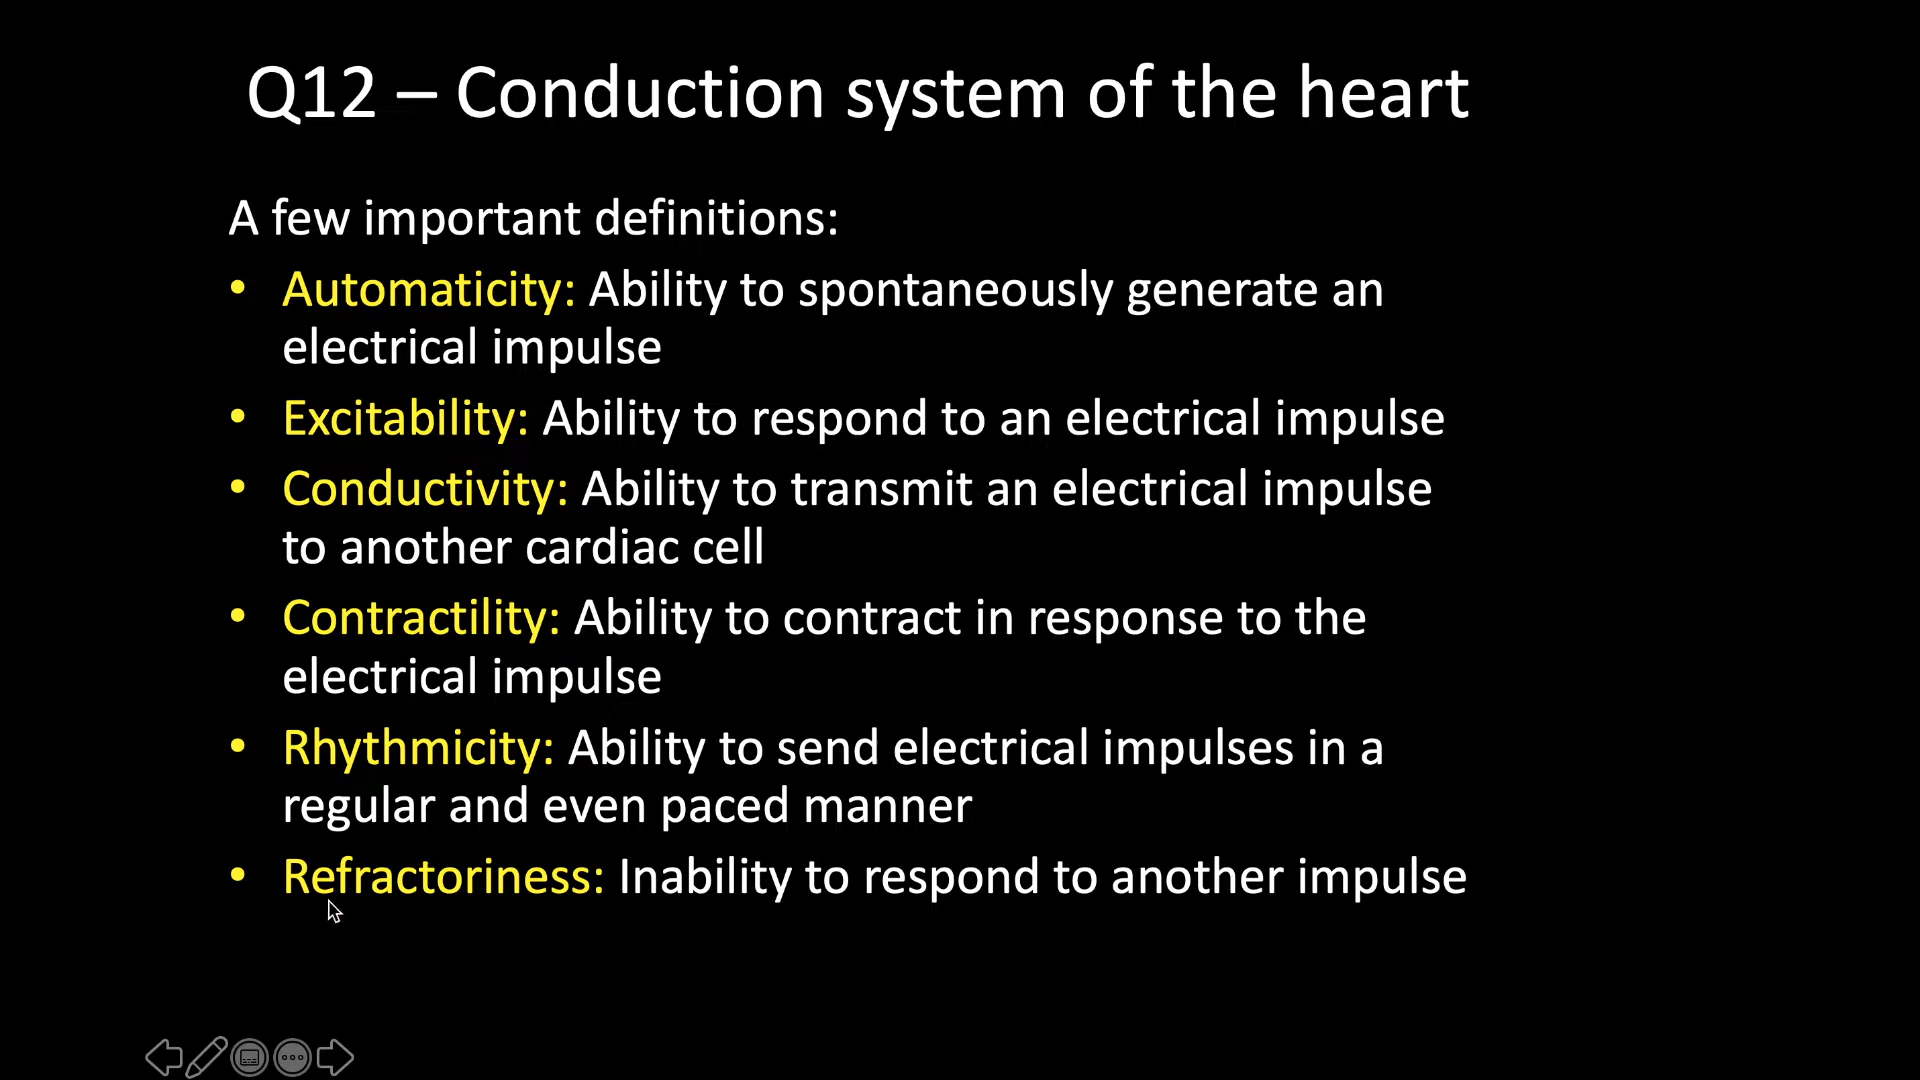 Q12 – Conduction system of the heart
A few important definitions:
• Automaticity: Ability to spontaneously generate an
electrical impulse
• Excitability: Ability to respond to an electrical impulse
• Conductivity: Ability to transmit an electrical impulse
to another cardiac cell
• Contractility: Ability to contract in response to the
electrical impulse
• Rhythmicity: Ability to send electrical impulses in a
regular and even paced manner
• Refractoriness: Inability to respond to another impulse